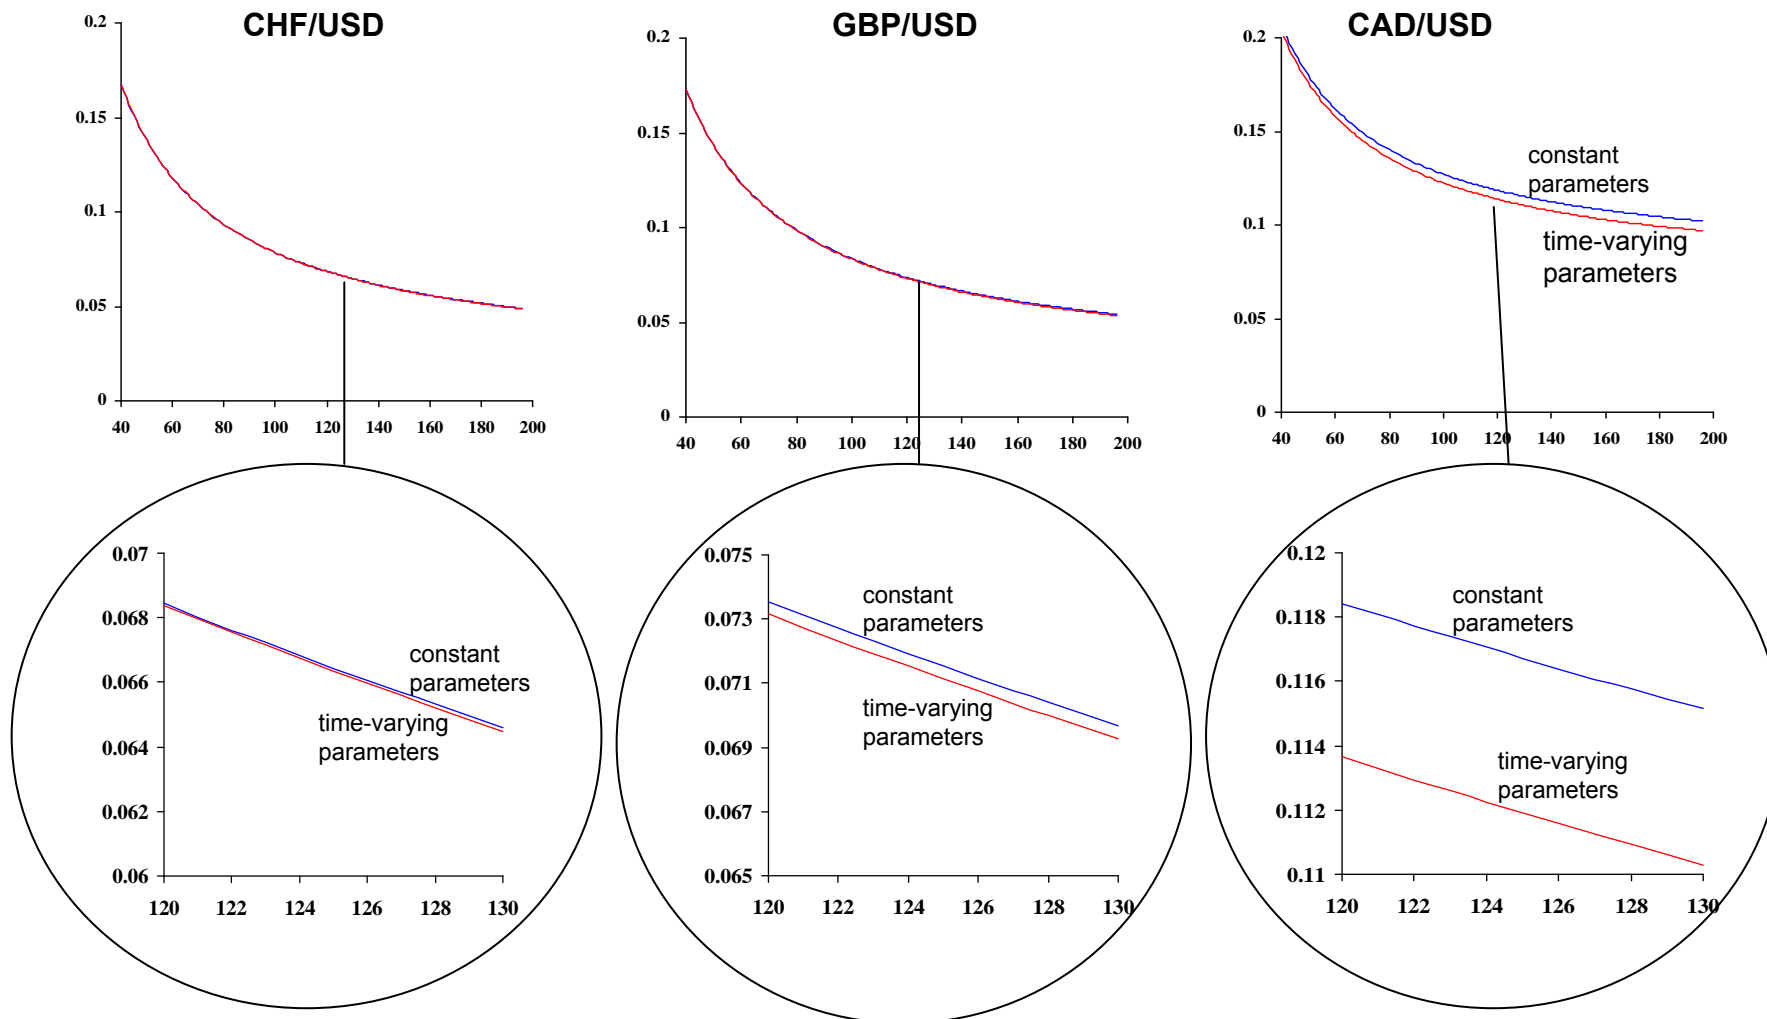 CHF/USD
0.2
0.15
0.1
0.05
0
40 60 80 100 120 140 160 180 200
GBP/USD
0.2
0.15
0.1
0.05
0
40 60 80 100 120 140 160 180 200
CAD/USD
0.2
0.15
0.1
0.05
0
40 60 80 100 120 140 160 180 200
constant
parameters
time-varying
parameters
0.07
0.068
0.066
0.064
0.062
0.06
120 122 124 126 128 130
constant
parameters
time-varying
parameters
0.075
0.073
0.071
0.069
0.067
0.065
120 122 124 126 128 130
constant
parameters
time-varying
parameters
0.12
0.118
0.116
0.114
0.112
0.11
120 122 124 126 128 130
constant
parameters
time-varying
parameters